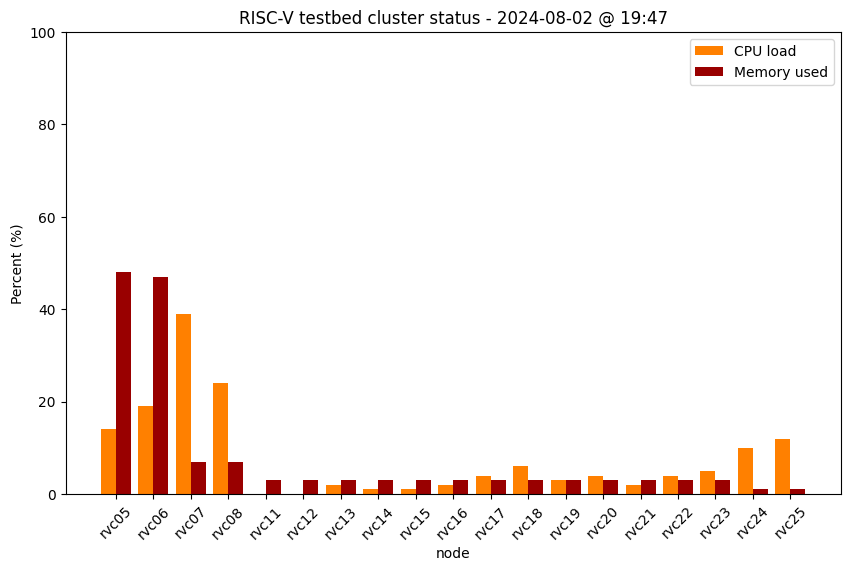 RISC-V testbed cluster status - 2024-08-02 @ 19:47
CPU load
Memory used
Percent (%)
100
80
60
40
20
0
rvc05
rvc06
rvc07
rvc08
rvc11
rvc12
rvc13
rvc14
rvc15
rvc16
rvc17
rvc18
rvc19
rvc20
rvc21
rvc22
rvc23
rvc24
rvc25
node